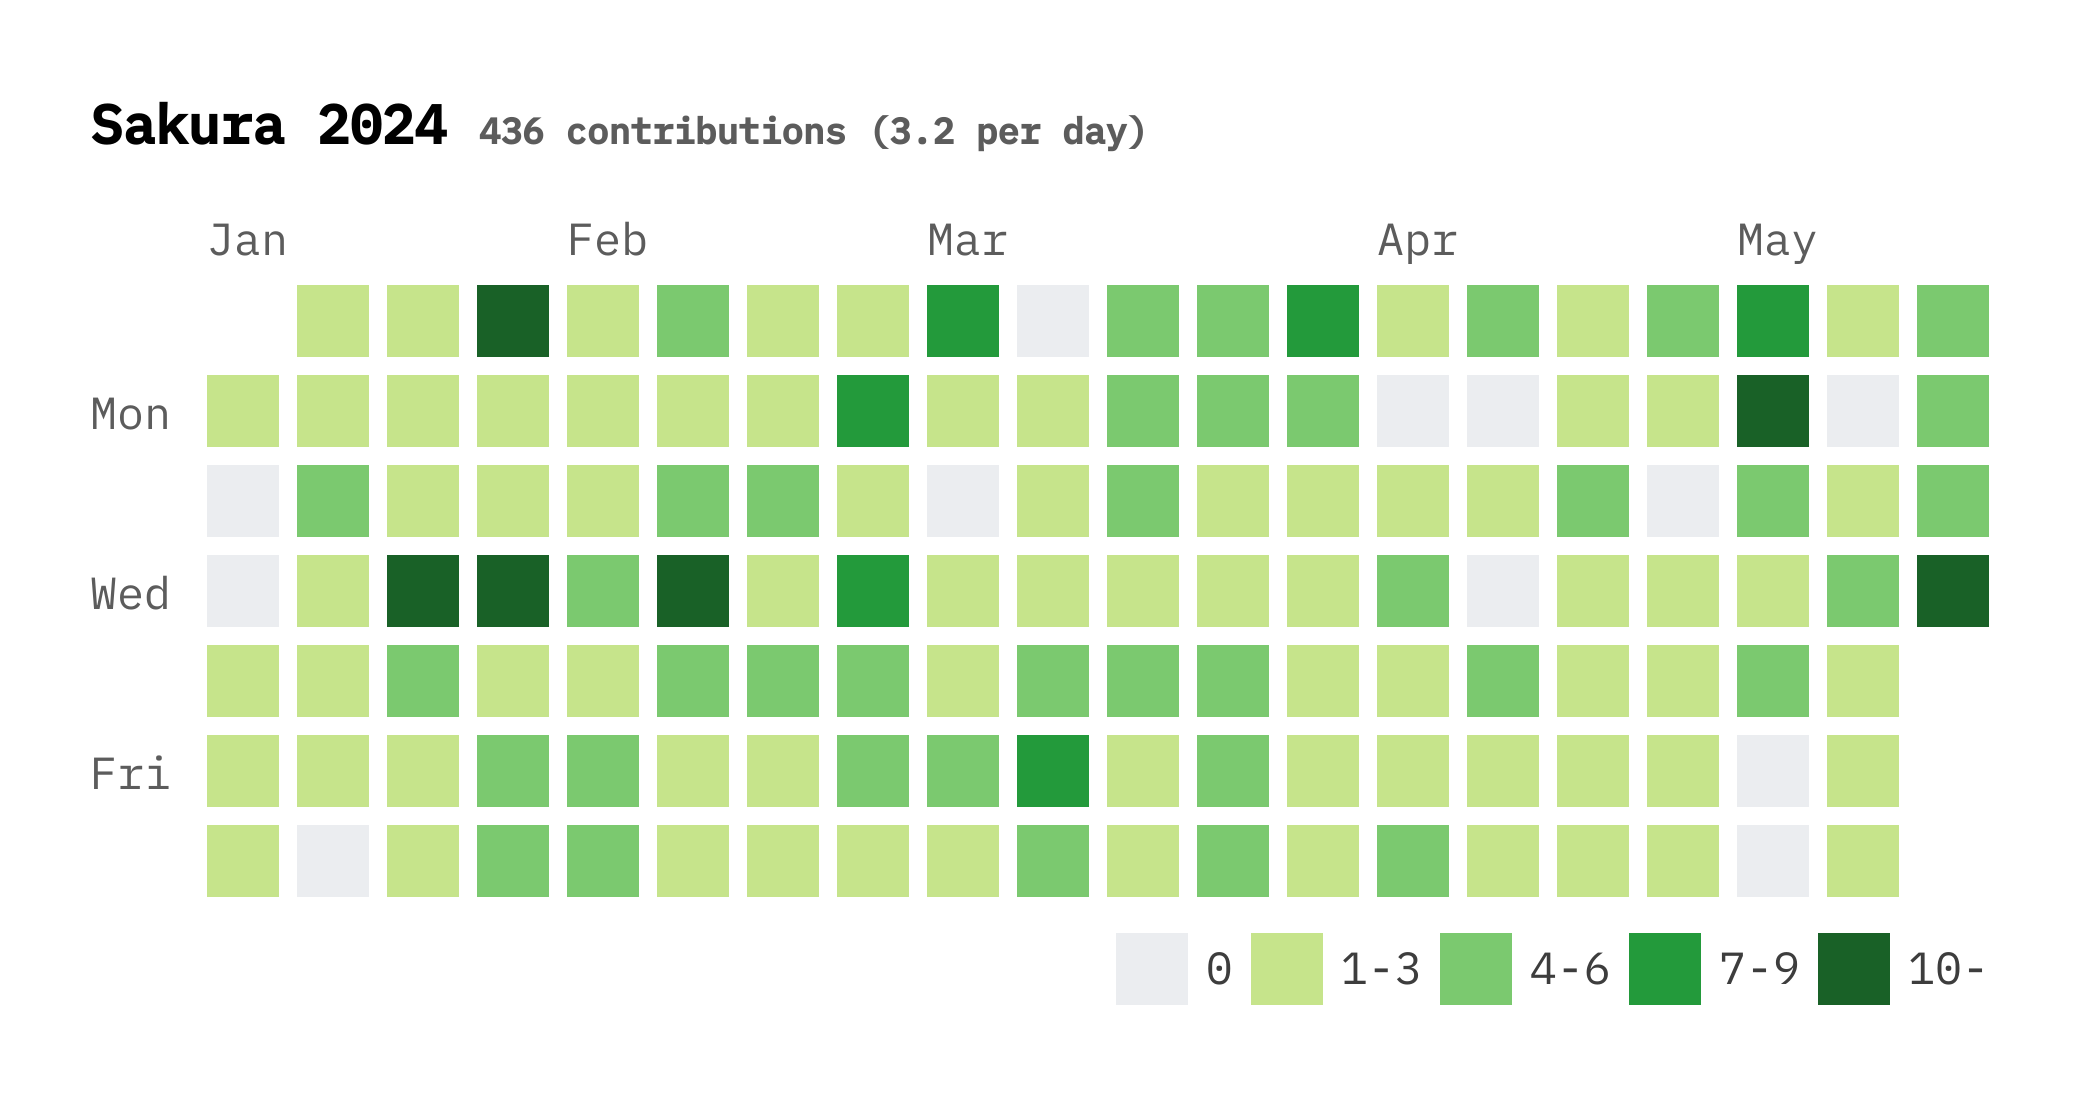 Sakura 2024 436 contributions (3.2 per day)
Jan Feb Mar Apr May
Mon
Wed
Fri
0 1-3 4-6 7-9 10-